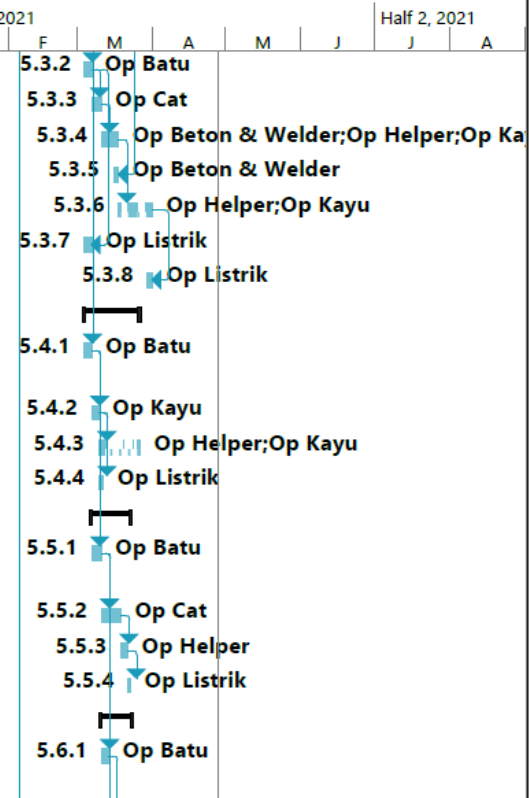 2021
Half 2, 2021
F M A M J J A
5.3.2 Op Batu
5.3.3 Op Cat
5.3.4 Op Beton & Welder;Op Helper;Op Ka
5.3.5 Op Beton & Welder
5.3.6 Op Helper;Op Kayu
5.3.7 Op Listrik
5.3.8 Op Listrik
5.4.1 Op Batu
5.4.2 Op Kayu
5.4.3 Op Helper;Op Kayu
5.4.4 Op Listrik
5.5.1 Op Batu
5.5.2 Op Cat
5.5.3 Op Helper
5.5.4 Op Listrik
5.6.1 Op Batu